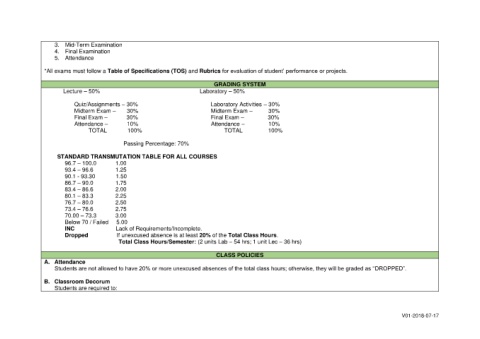 3. Mid-Term Examination
4. Final Examination
5. Attendance
*All exams must follow a Table of Specifications (TOS) and Rubrics for evaluation of student' performance or projects.
GRADING SYSTEM
Lecture – 50% Laboratory – 50%
Quiz/Assignments – 30% Laboratory Activities – 30%
Midterm Exam – 30% Midterm Exam – 30%
Final Exam – 30% Final Exam – 30%
Attendance – 10% Attendance – 10%
TOTAL 100% TOTAL 100%
Passing Percentage: 70%
STANDARD TRANSMUTATION TABLE FOR ALL COURSES
96.7 – 100.0 1.00
93.4 – 96.6 1.25
90.1 - 93.30 1.50
86.7 – 90.0 1.75
83.4 – 86.6 2.00
80.1 – 83.3 2.25
76.7 – 80.0 2.50
73.4 – 76.6 2.75
70.00 – 73.3 3.00
Below 70 / Failed 5.00
INC Lack of Requirements/Incomplete.
Dropped If unexcused absence is at least 20% of the Total Class Hours.
Total Class Hours/Semester: (2 units Lab – 54 hrs; 1 unit Lec – 36 hrs)
CLASS POLICIES
A. Attendance
Students are not allowed to have 20% or more unexcused absences of the total class hours; otherwise, they will be graded as “DROPPED”.
B. Classroom Decorum
Students are required to:
V01-2018-07-17